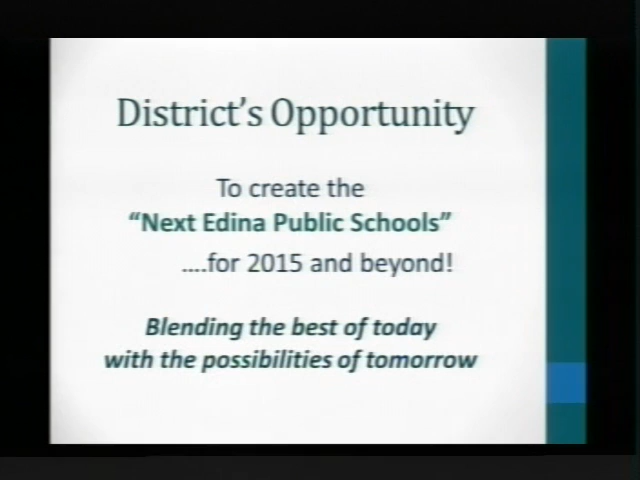 District's Opportunity
To create the
“Next Edina Public Schools”
....for 2015 and beyond!
Blending the best of today
with the possibilities of tomorrow